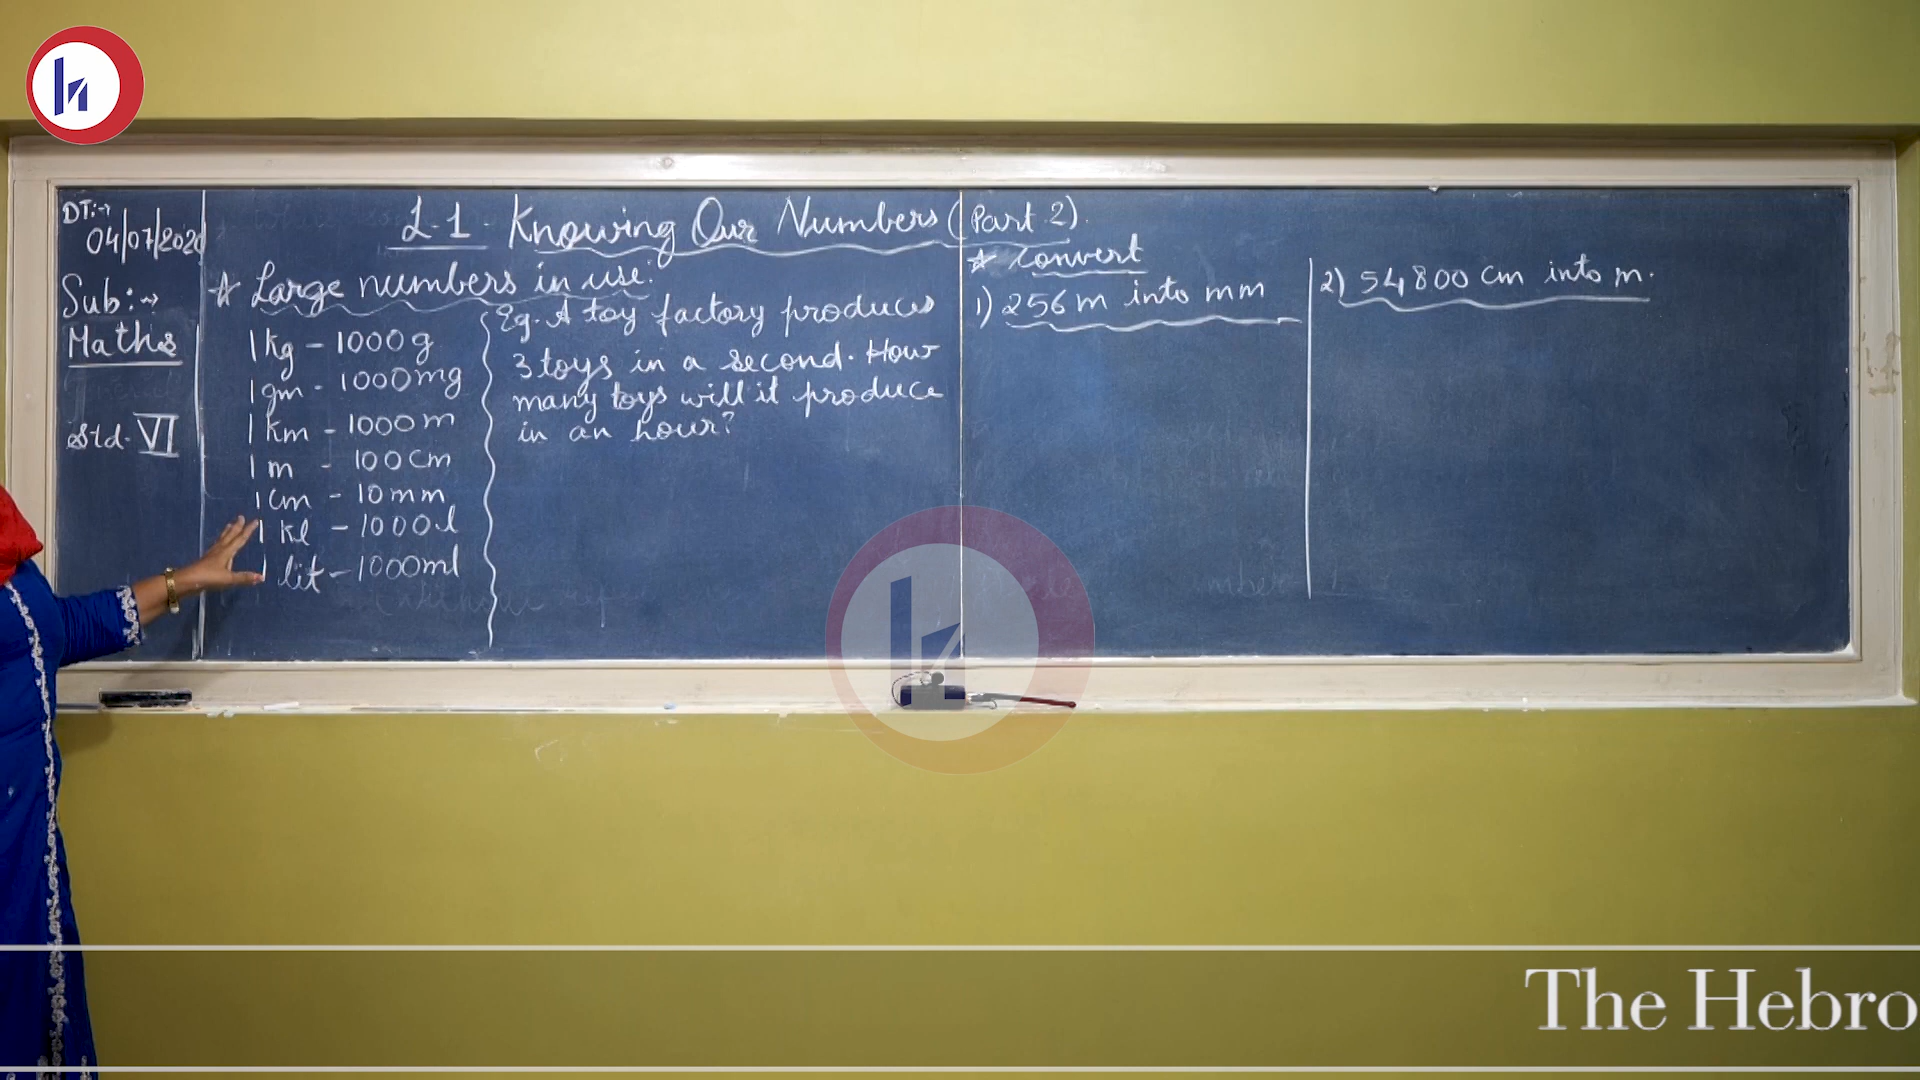 DT:→
04/07/2020
Sub:→
Maths
Std. VI
L-1 - Knowing Our Numbers (Part 2).
☆ Large numbers in use:
1 kg - 1000 g
1 gm - 1000 mg
1 km - 1000 m
1 m - 100 cm
1 cm - 10 mm
1 kl - 1000 l
1 lit - 1000 ml
Eg. A toy factory produces
3 toys in a second. How
many toys will it produce
in an hour?
☆ Convert
1) 256 m into mm
2) 54800 cm into m.
The Hebro